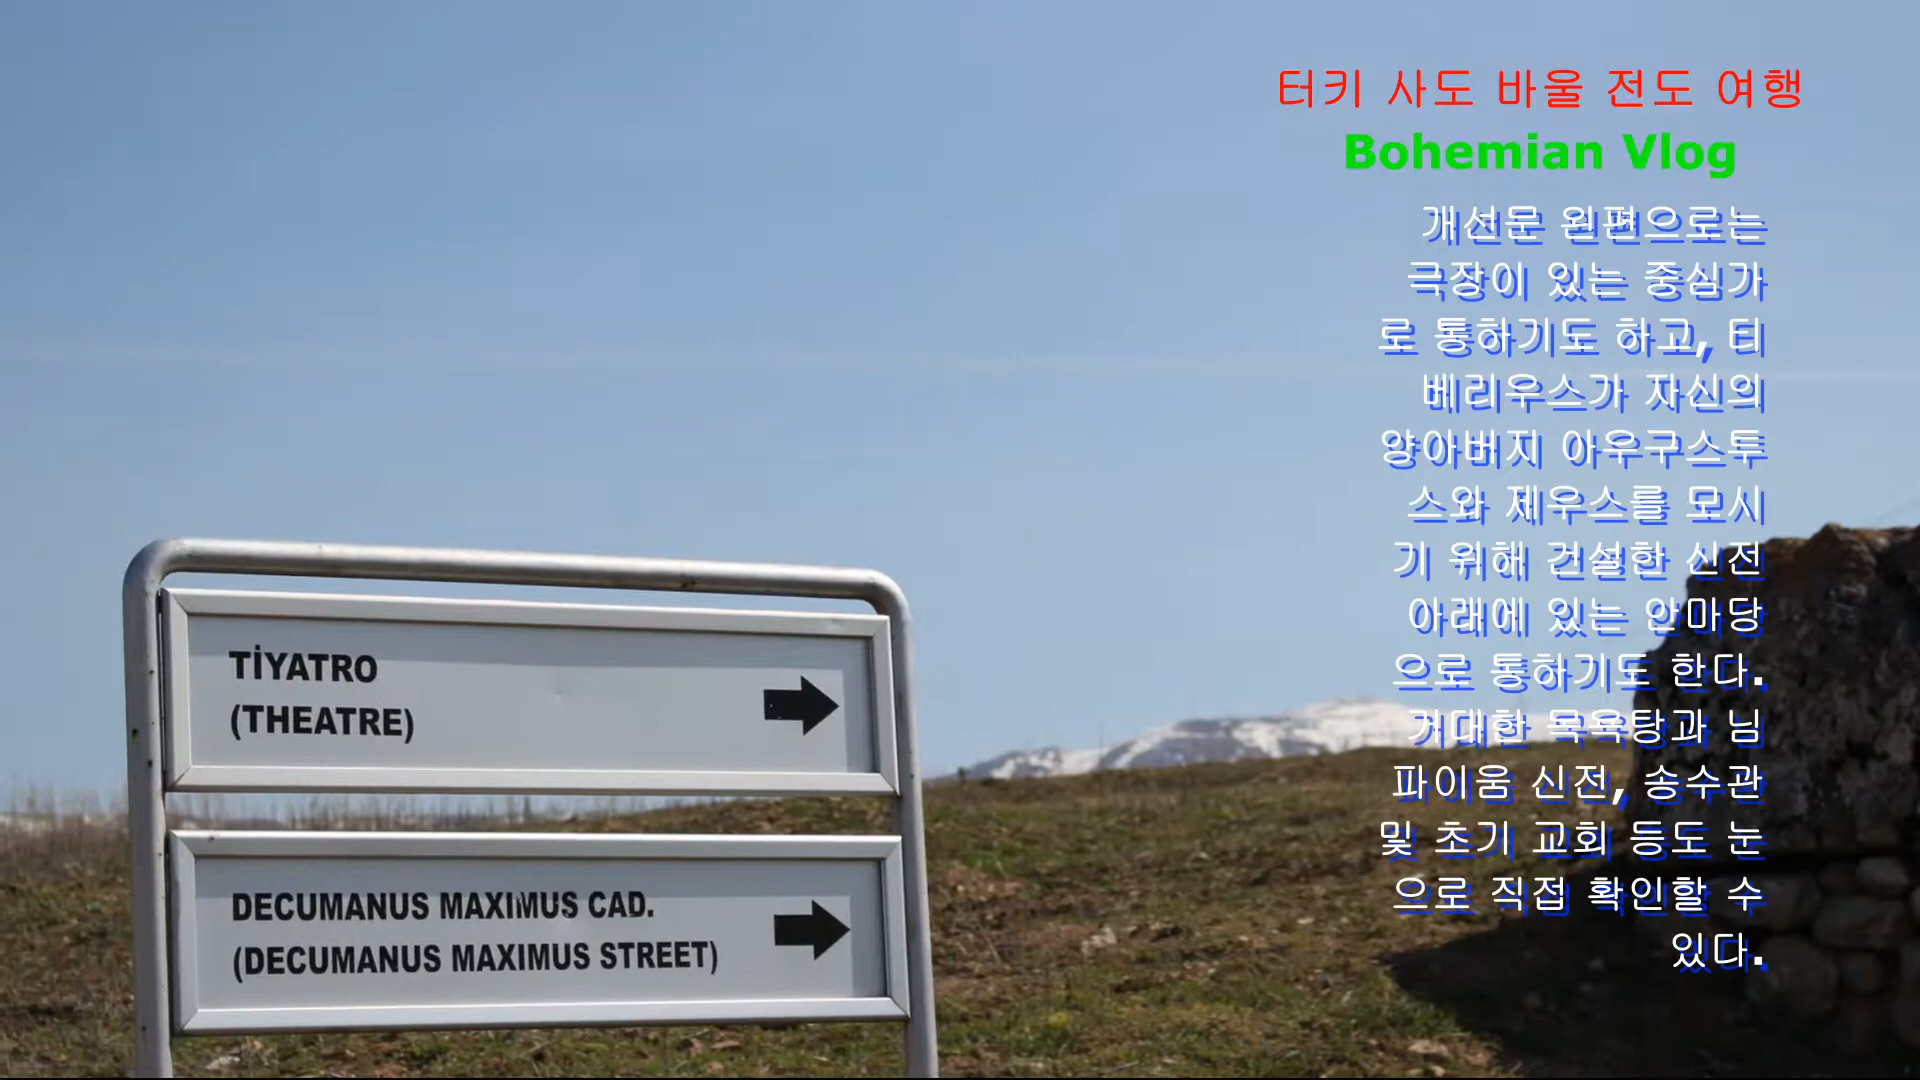 터키 사도 바울 전도 여행
Bohemian Vlog
개선문 왼편으로는
극장이 있는 중심가
로 통하기도 하고, 티
베리우스가 자신의
양아버지 아우구스투
스와 제우스를 모시
기 위해 건설한 신전
아래에 있는 안마당
으로 통하기도 한다.
거대한 목욕탕과 님
파이움 신전, 송수관
및 초기 교회 등도 눈
으로 직접 확인할 수
있다.
TİYATRO
(THEATRE)
DECUMANUS MAXIMUS CAD.
(DECUMANUS MAXIMUS STREET)